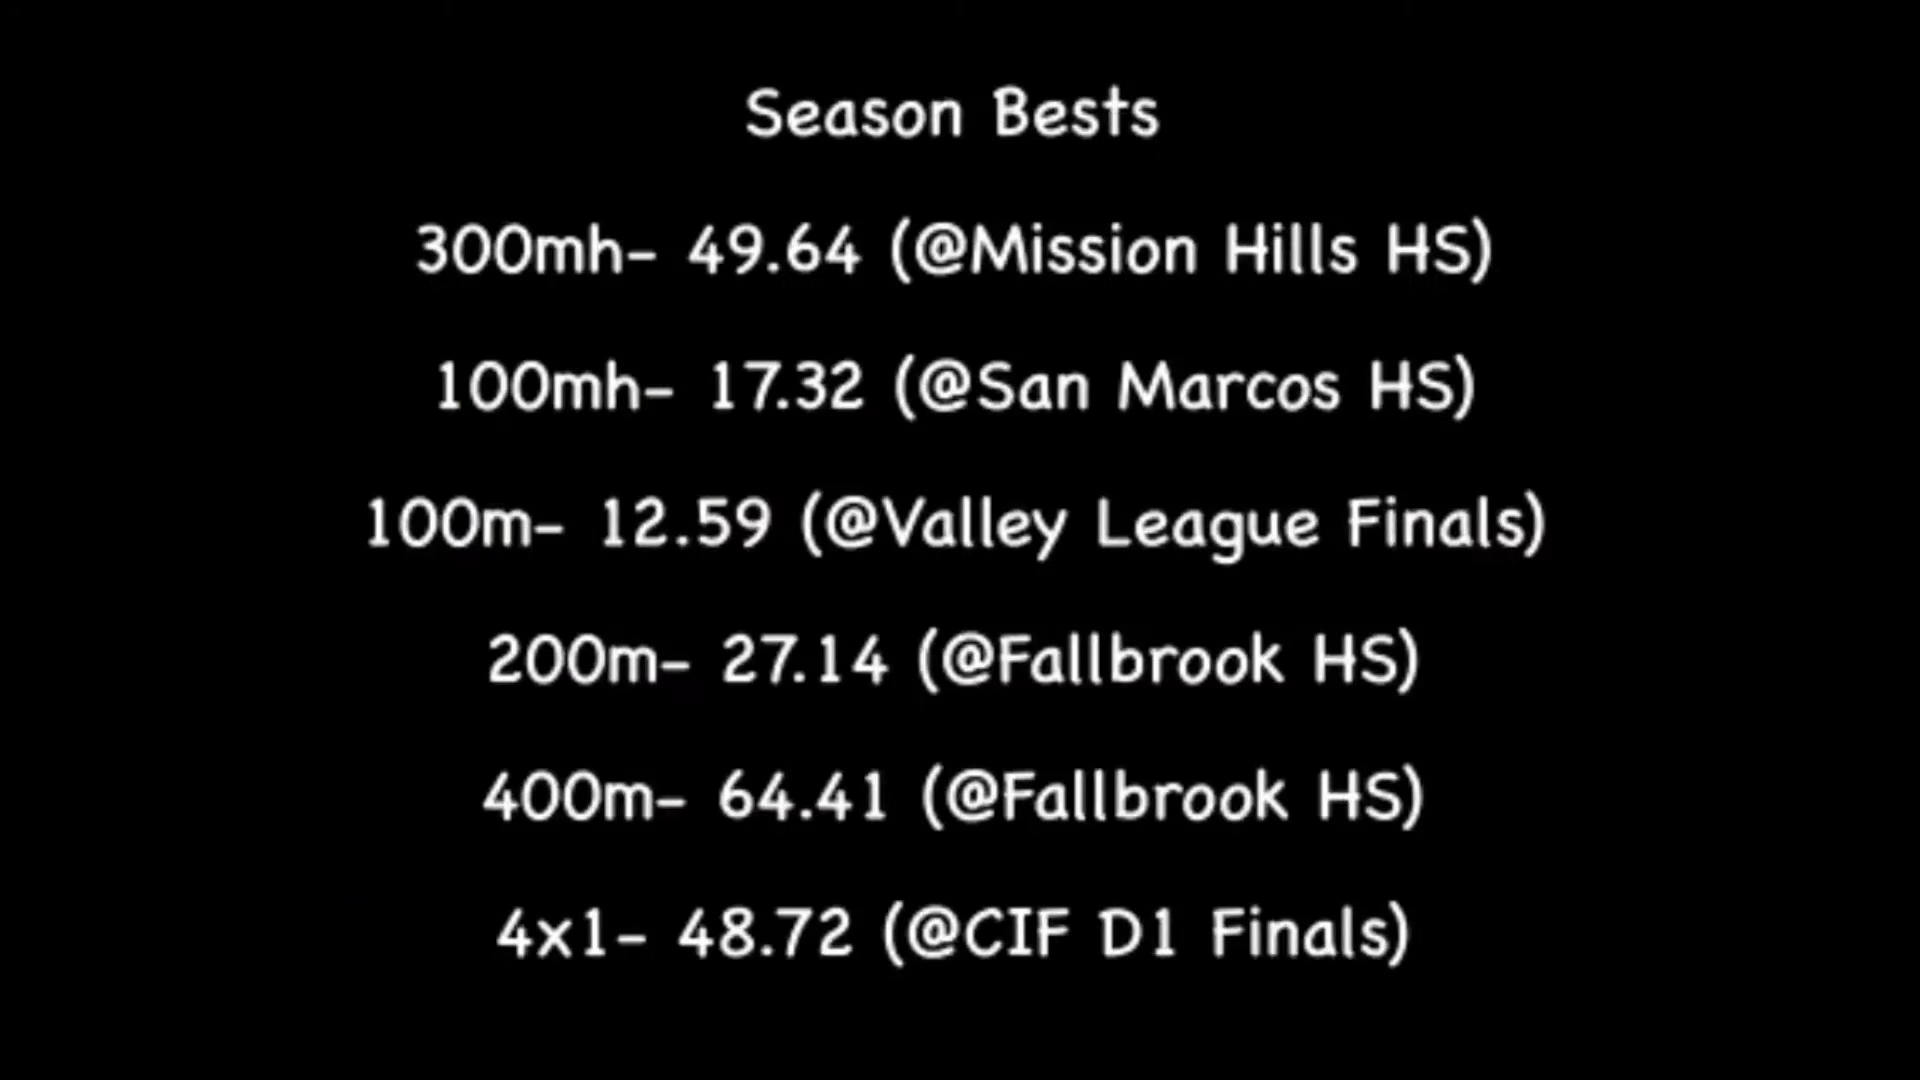 Season Bests
300mh- 49.64 (@Mission Hills HS)
100mh- 17.32 (@San Marcos HS)
100m- 12.59 (@Valley League Finals)
200m- 27.14 (@Fallbrook HS)
400m- 64.41 (@Fallbrook HS)
4x1- 48.72 (@CIF D1 Finals)